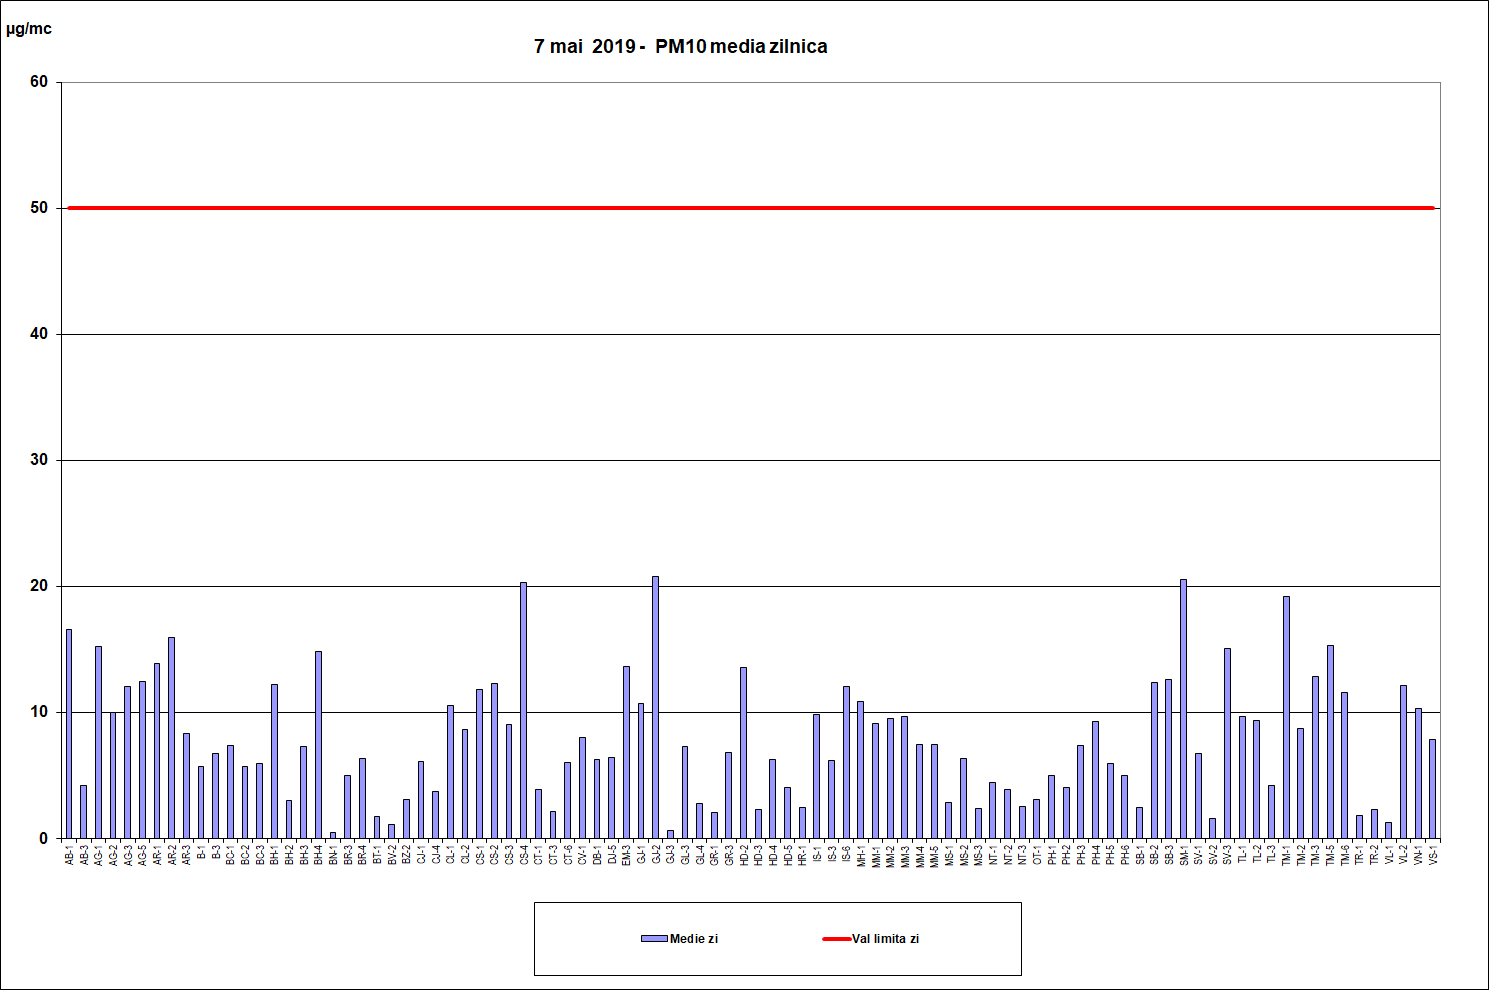 µg/mc
7 mai 2019 - PM10 media zilnica
60
50
40
30
20
10
0
AB-1
AB-3
AG-1
AG-2
AG-3
AG-5
AR-1
AR-2
AR-3
B-1
B-3
BC-1
BC-2
BC-3
BH-1
BH-2
BH-3
BH-4
BN-1
BR-3
BR-4
BT-1
BV-2
BZ-2
CJ-1
CJ-4
CL-1
CL-2
CS-1
CS-2
CS-3
CS-4
CT-1
CT-3
CT-6
CV-1
DB-1
DJ-5
EM-3
GJ-1
GJ-2
GJ-3
GL-3
GL-4
GR-1
GR-3
HD-2
HD-3
HD-4
HD-5
HR-1
IS-1
IS-3
IS-6
MH-1
MM-1
MM-2
MM-3
MM-4
MM-5
MS-1
MS-2
MS-3
NT-1
NT-2
NT-3
OT-1
PH-1
PH-2
PH-3
PH-4
PH-5
PH-6
SB-1
SB-2
SB-3
SM-1
SV-1
SV-2
SV-3
TL-1
TL-2
TL-3
TM-1
TM-2
TM-3
TM-5
TM-6
TR-1
TR-2
VL-1
VL-2
VN-1
VS-1
Medie zi
Val limita zi